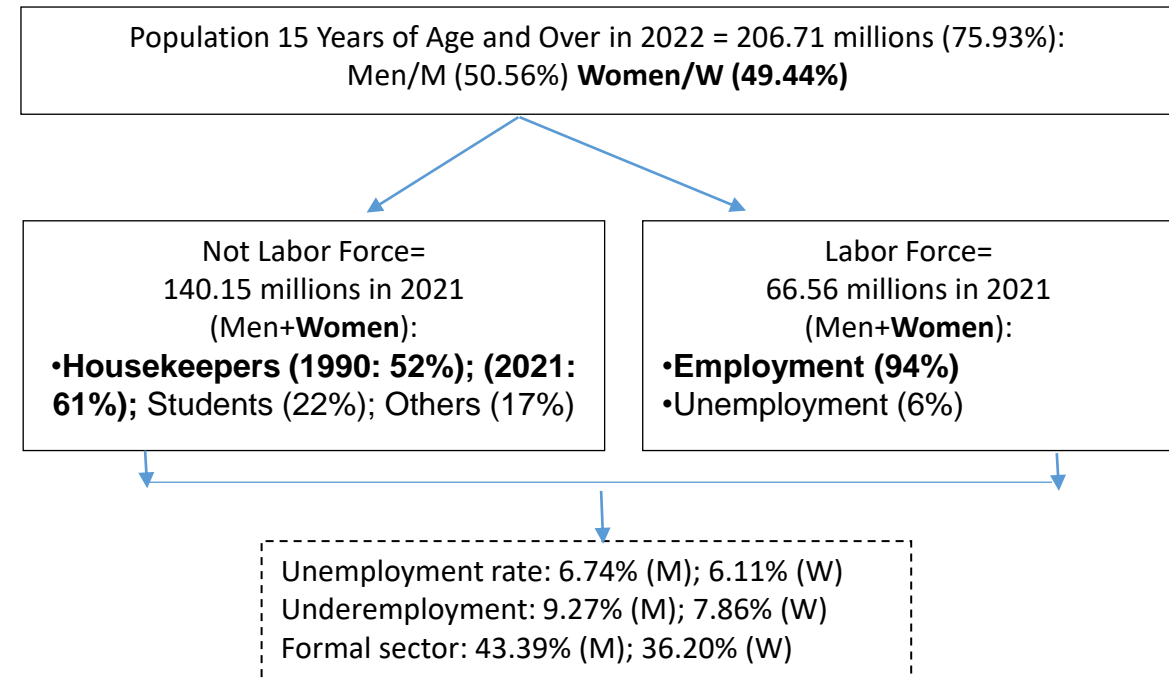 Population 15 Years of Age and Over in 2022 = 206.71 millions (75.93%):
Men/M (50.56%) Women/W (49.44%)
Not Labor Force=
140.15 millions in 2021
(Men+Women):
•Housekeepers (1990: 52%); (2021:
61%); Students (22%); Others (17%)
Labor Force=
66.56 millions in 2021
(Men+Women):
•Employment (94%)
•Unemployment (6%)
Unemployment rate: 6.74% (M); 6.11% (W)
Underemployment: 9.27% (M); 7.86% (W)
Formal sector: 43.39% (M); 36.20% (W)